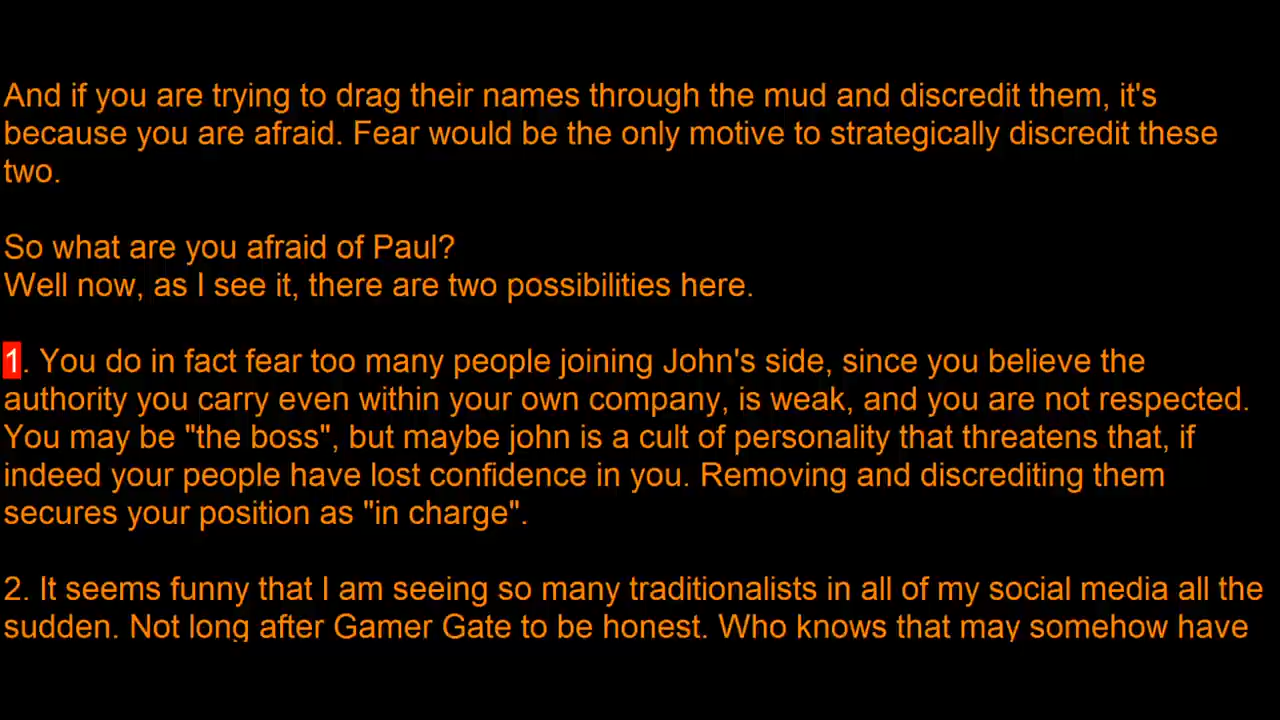 And if you are trying to drag their names through the mud and discredit them, it's
because you are afraid. Fear would be the only motive to strategically discredit these
two.
So what are you afraid of Paul?
Well now, as I see it, there are two possibilities here.
1. You do in fact fear too many people joining John's side, since you believe the
authority you carry even within your own company, is weak, and you are not respected.
You may be "the boss", but maybe john is a cult of personality that threatens that, if
indeed your people have lost confidence in you. Removing and discrediting them
secures your position as "in charge".
2. It seems funny that I am seeing so many traditionalists in all of my social media all the
sudden. Not long after Gamer Gate to be honest. Who knows that may somehow have